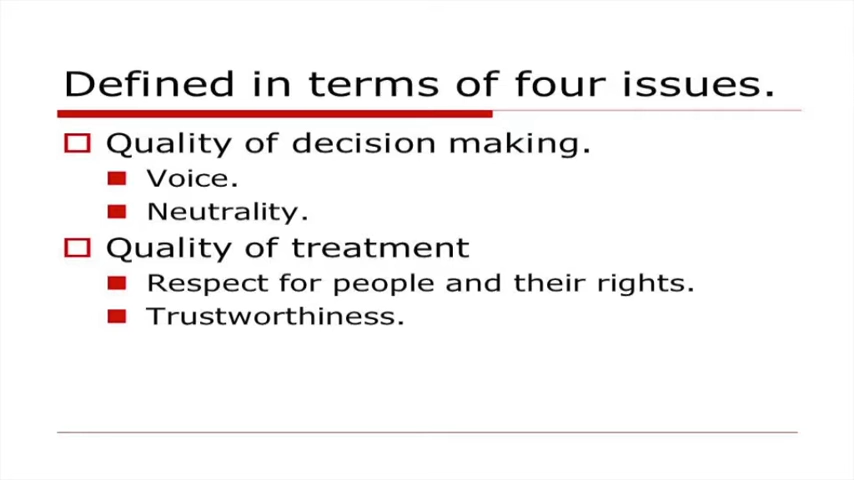 Defined in terms of four issues.
Quality of decision making.
Voice.
Neutrality.
Quality of treatment
Respect for people and their rights.
Trustworthiness.